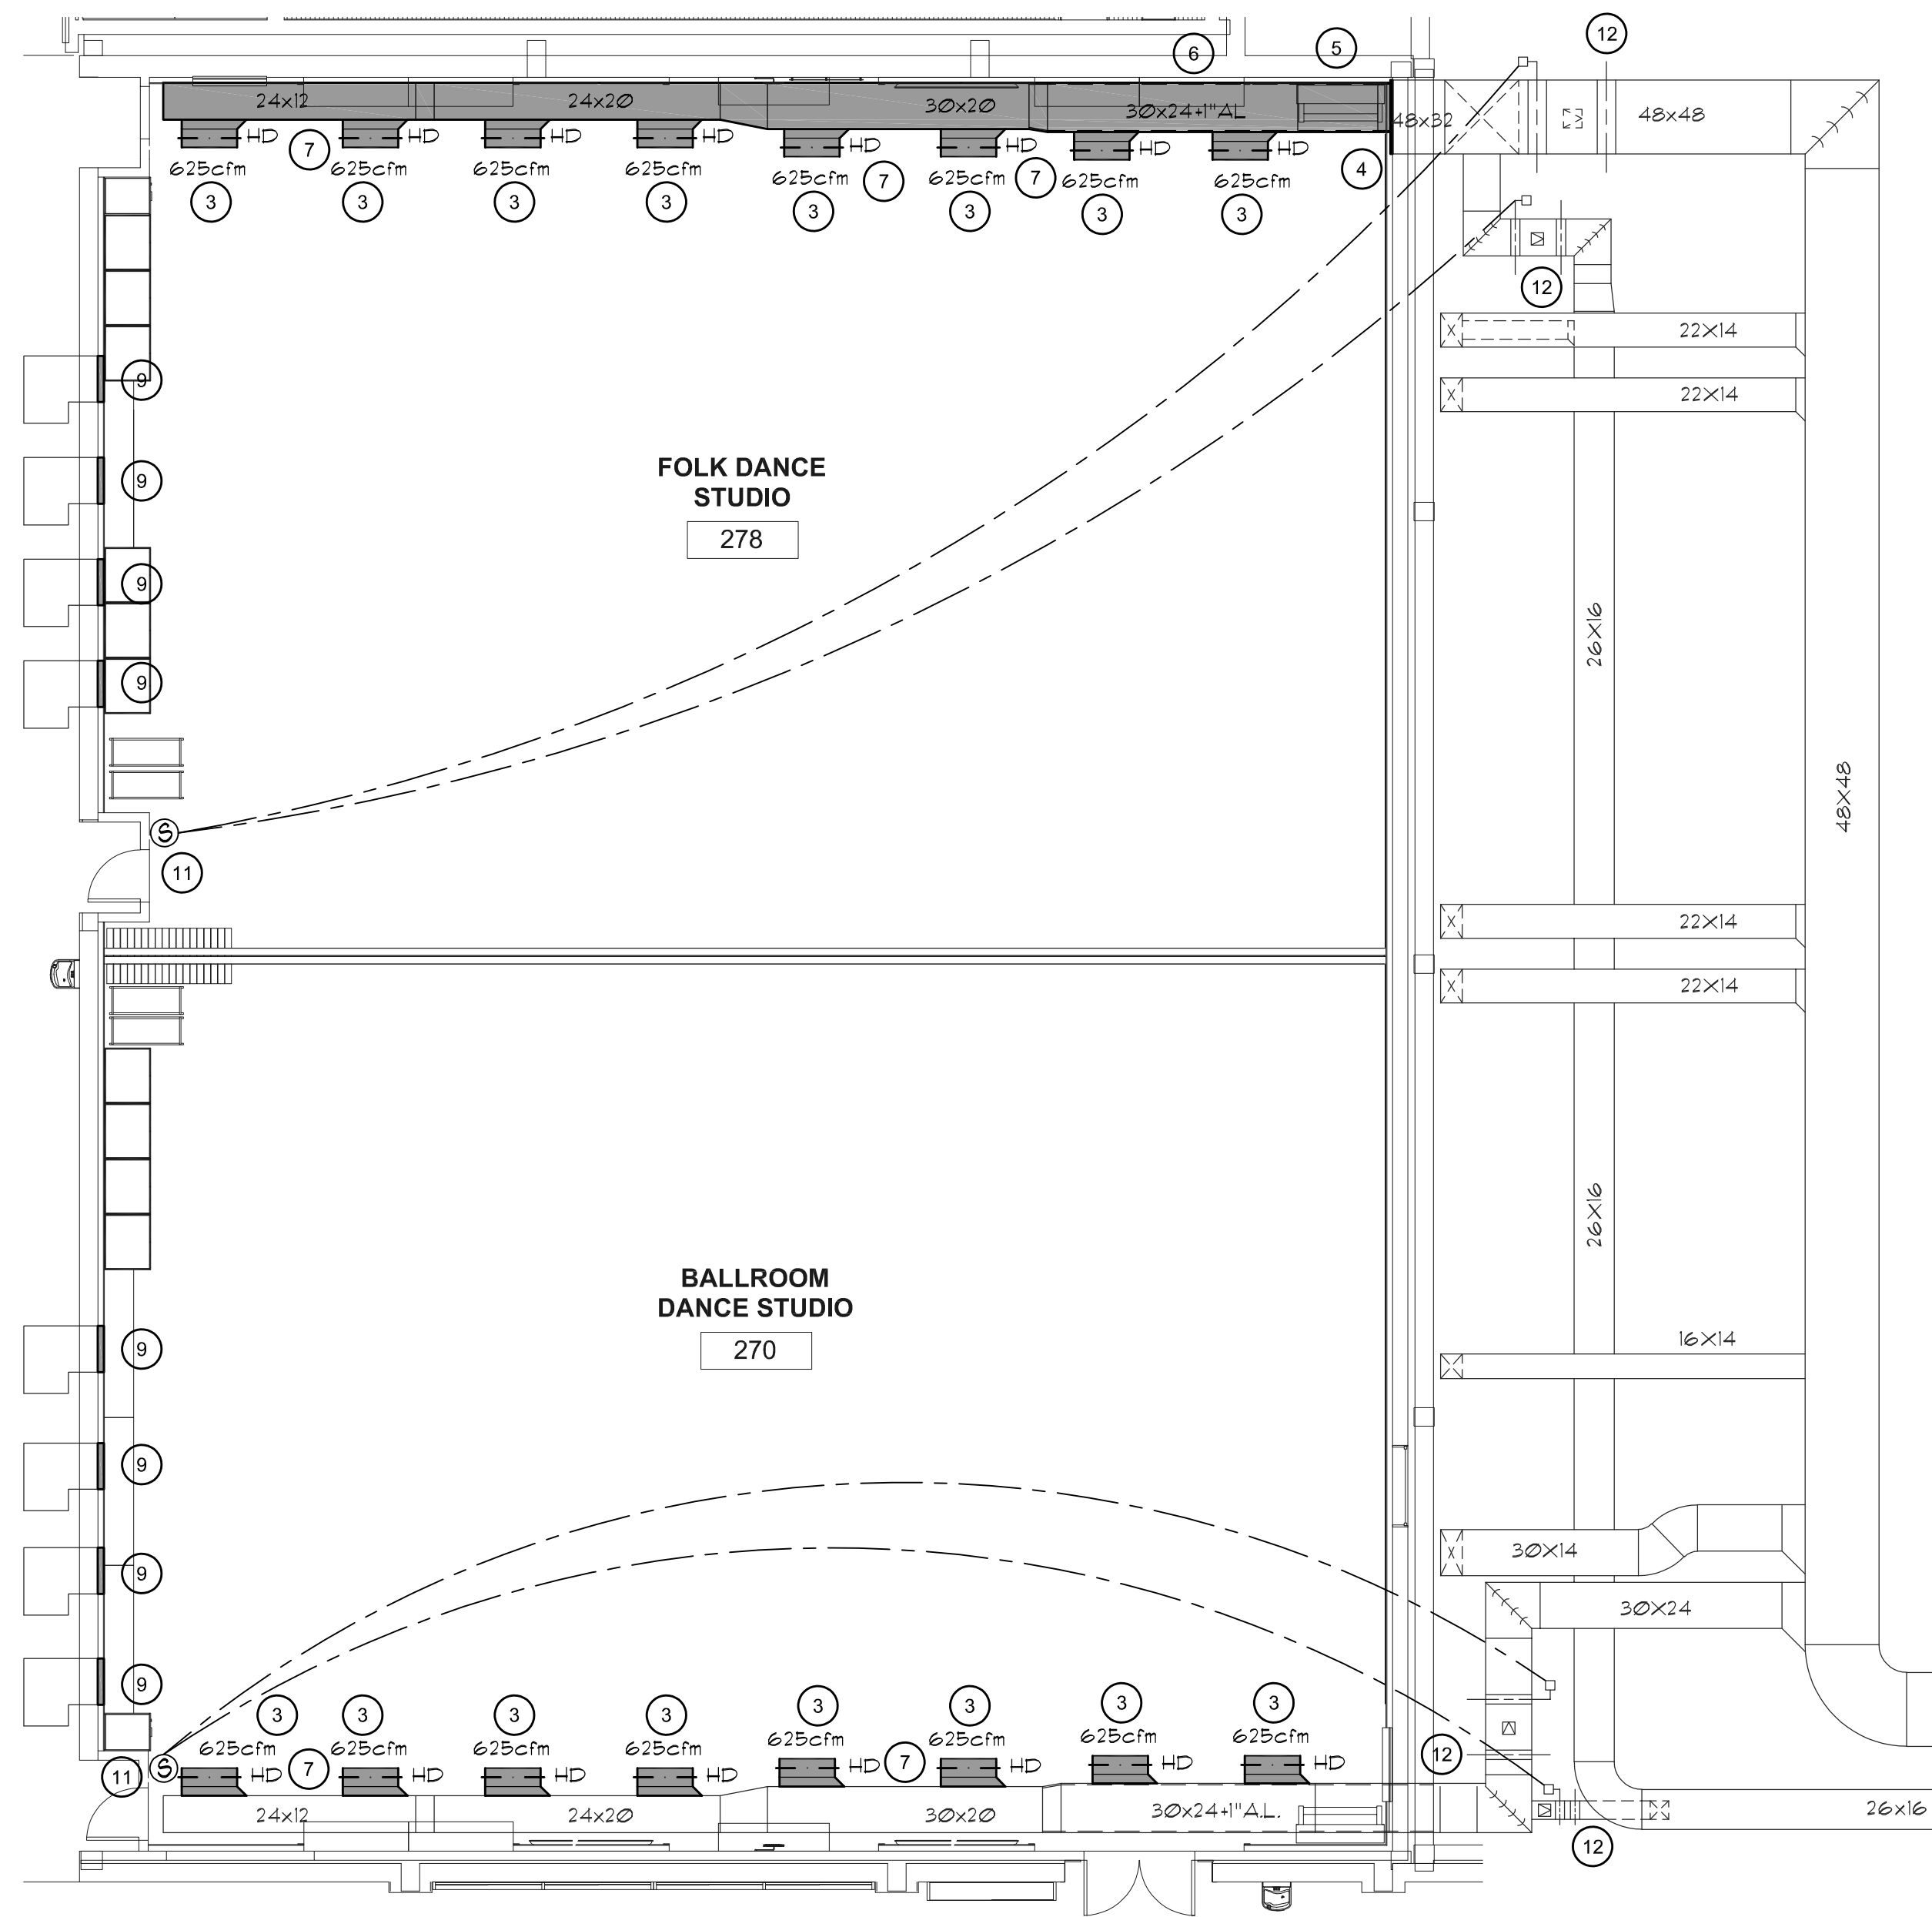 12
6
5
24x12
24x20
30x20
30x24+1"AL
48x32
48x48
HD
HD
HD
HD
HD
HD
HD
HD
7
7
7
4
625cfm
625cfm
625cfm
625cfm
625cfm
625cfm
625cfm
625cfm
3
3
3
3
3
3
3
3
12
22X14
9
22X14
FOLK DANCE
STUDIO
9
278
9
26X16
9
48X48
S
11
22X14
22X14
26X16
BALLROOM
DANCE STUDIO
270
9
16X14
9
30X14
9
30X24
9
3
3
3
3
3
3
3
3
625cfm
625cfm
625cfm
625cfm
625cfm
625cfm
625cfm
625cfm
12
S
11
7
7
HD
HD
HD
HD
HD
HD
HD
HD
24x12
24x20
30x20
30x24+1"A.L.
26x16
12